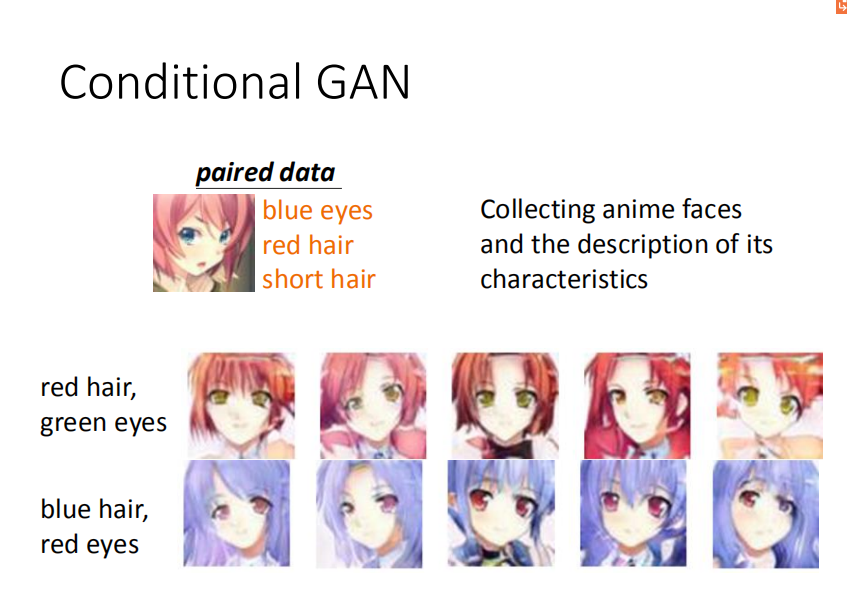 Conditional GAN
paired data
blue eyes
red hair
short hair
Collecting anime faces
and the description of its
characteristics
red hair,
green eyes
blue hair,
red eyes